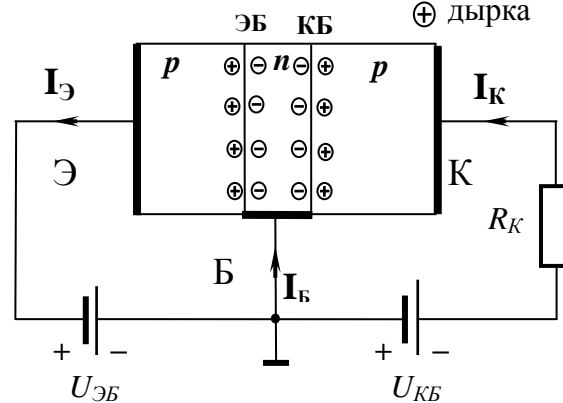 ⊕ дырка
ЭБ КБ
p n p
⊕ ⊖ ⊖ ⊕
⊕ ⊖ ⊖ ⊕
⊕ ⊖ ⊖ ⊕
⊕ ⊖ ⊖ ⊕
I_Э I_К
Э К
R_К
Б I_Б
+ − + −
U_ЭБ U_КБ